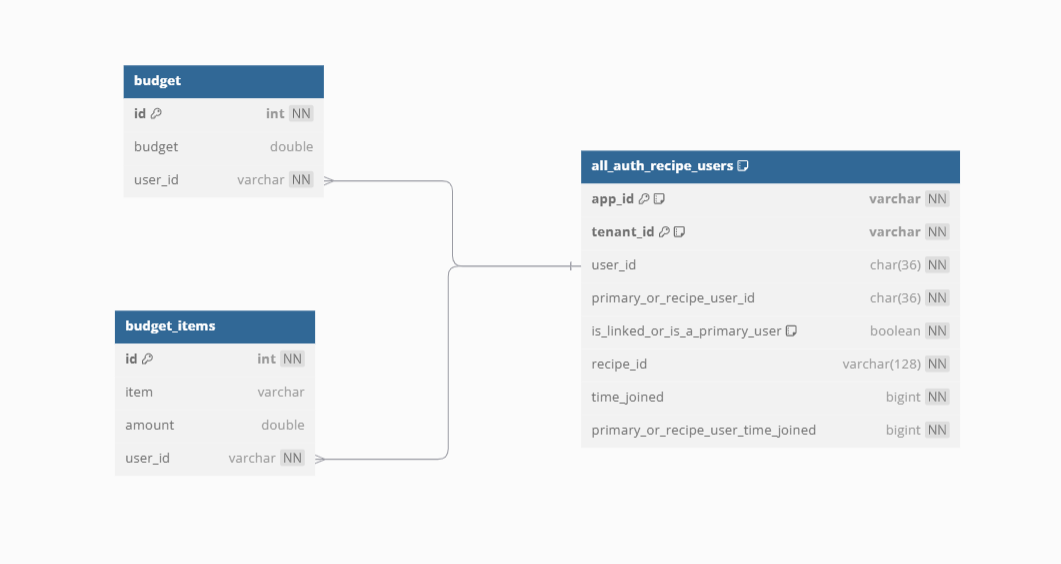 budget
id int NN
budget double
user_id varchar NN
all_auth_recipe_users
app_id varchar NN
tenant_id varchar NN
user_id char(36) NN
primary_or_recipe_user_id char(36) NN
is_linked_or_is_a_primary_user boolean NN
recipe_id varchar(128) NN
time_joined bigint NN
primary_or_recipe_user_time_joined bigint NN
budget_items
id int NN
item varchar
amount double
user_id varchar NN